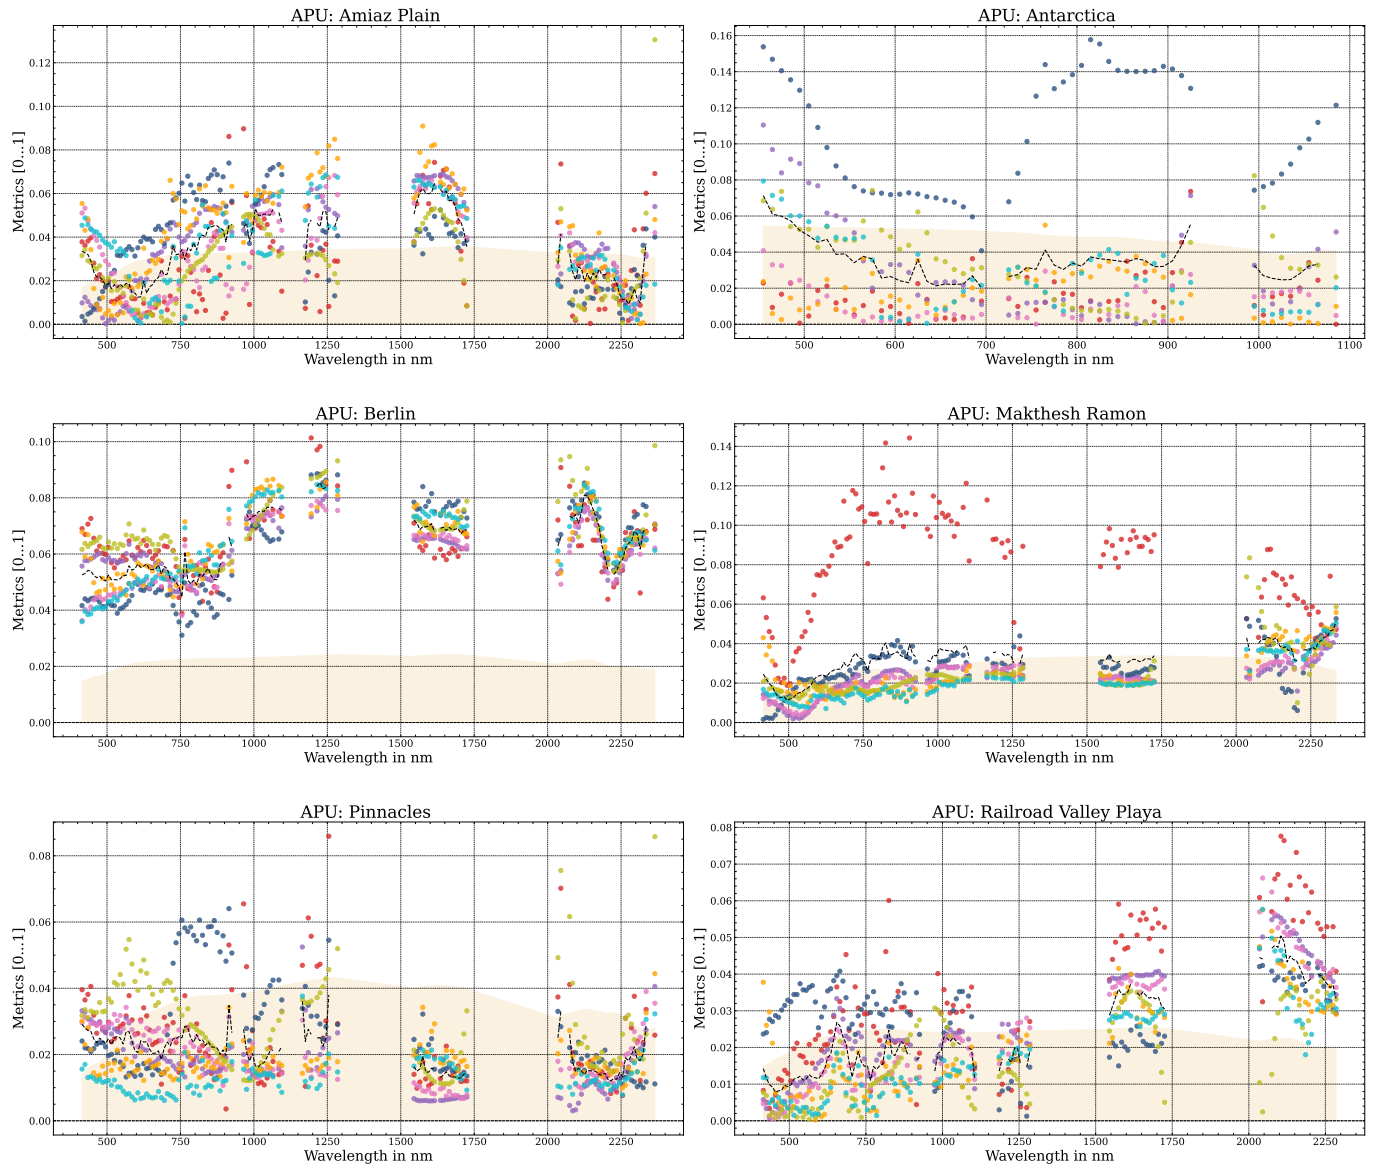 APU: Amiaz Plain
Metrics [0...1]
0.12
0.10
0.08
0.06
0.04
0.02
0.00
500 750 1000 1250 1500 1750 2000 2250
Wavelength in nm
APU: Antarctica
Metrics [0...1]
0.16
0.14
0.12
0.10
0.08
0.06
0.04
0.02
0.00
500 600 700 800 900 1000 1100
Wavelength in nm
APU: Berlin
Metrics [0...1]
0.10
0.08
0.06
0.04
0.02
0.00
500 750 1000 1250 1500 1750 2000 2250
Wavelength in nm
APU: Makthesh Ramon
Metrics [0...1]
0.14
0.12
0.10
0.08
0.06
0.04
0.02
0.00
500 750 1000 1250 1500 1750 2000 2250
Wavelength in nm
APU: Pinnacles
Metrics [0...1]
0.08
0.06
0.04
0.02
0.00
500 750 1000 1250 1500 1750 2000 2250
Wavelength in nm
APU: Railroad Valley Playa
Metrics [0...1]
0.08
0.07
0.06
0.05
0.04
0.03
0.02
0.01
0.00
500 750 1000 1250 1500 1750 2000 2250
Wavelength in nm